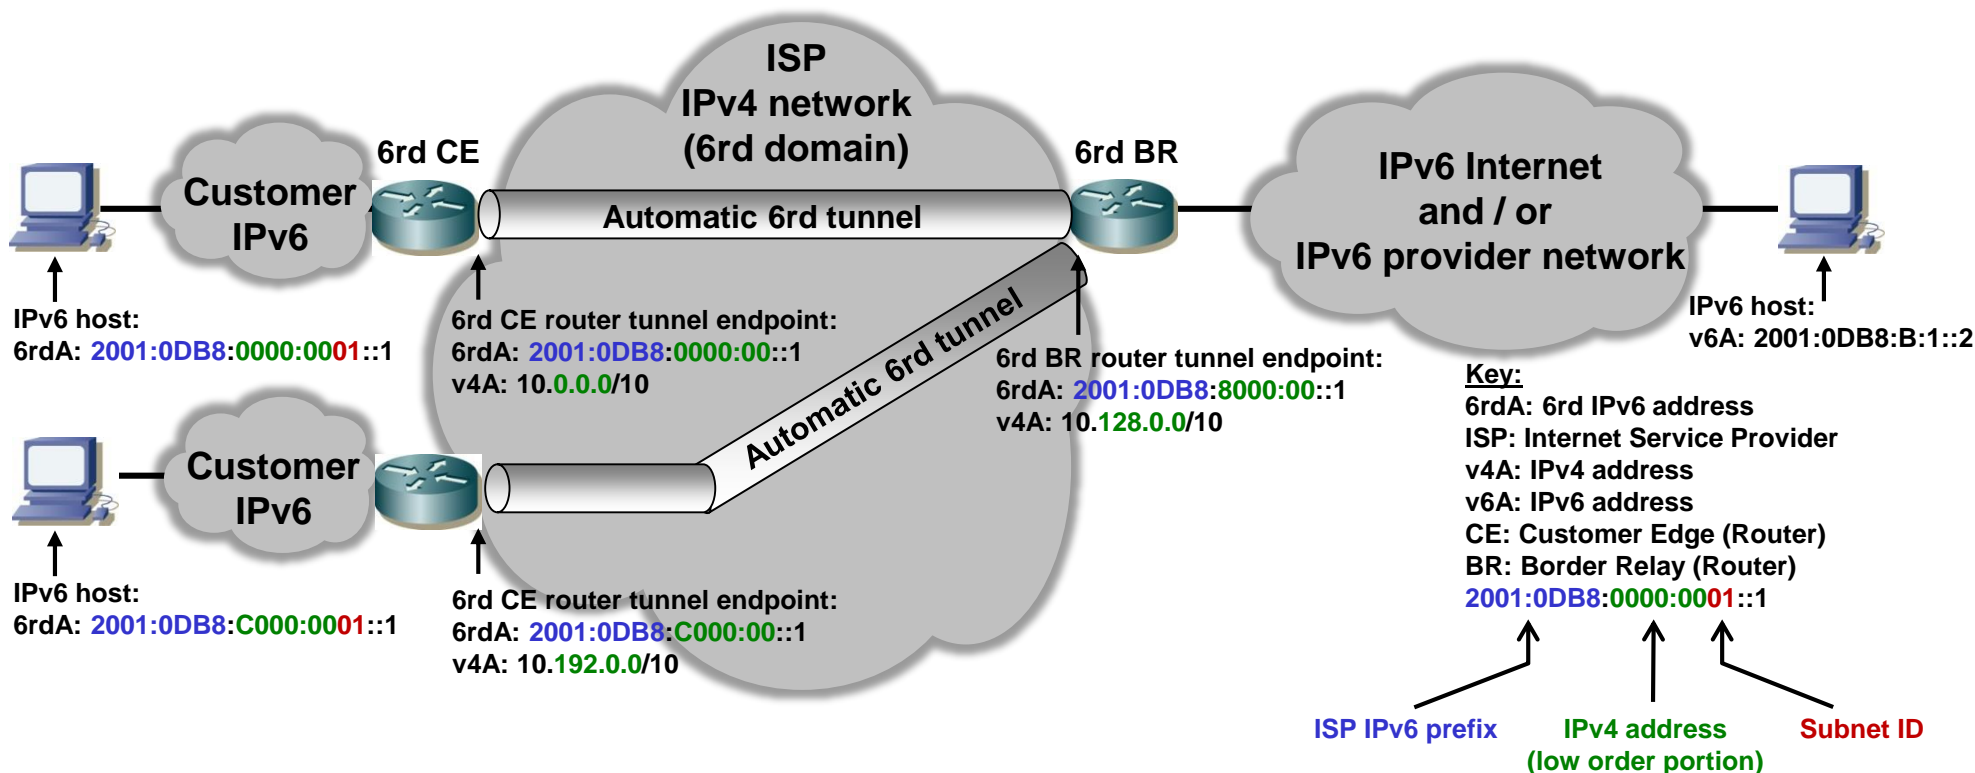 ISP
IPv4 network
(6rd domain)
6rd CE
6rd BR
Customer
IPv6
Automatic 6rd tunnel
IPv6 Internet
and / or
IPv6 provider network
IPv6 host:
6rdA: 2001:0DB8:0000:0001::1
6rd CE router tunnel endpoint:
6rdA: 2001:0DB8:0000:00::1
v4A: 10.0.0.0/10
Automatic 6rd tunnel
6rd BR router tunnel endpoint:
6rdA: 2001:0DB8:8000:00::1
v4A: 10.128.0.0/10
IPv6 host:
v6A: 2001:0DB8:B:1::2
Customer
IPv6
IPv6 host:
6rdA: 2001:0DB8:C000:0001::1
6rd CE router tunnel endpoint:
6rdA: 2001:0DB8:C000:00::1
v4A: 10.192.0.0/10
Key:
6rdA: 6rd IPv6 address
ISP: Internet Service Provider
v4A: IPv4 address
v6A: IPv6 address
CE: Customer Edge (Router)
BR: Border Relay (Router)
2001:0DB8:0000:0001::1
ISP IPv6 prefix
IPv4 address
(low order portion)
Subnet ID